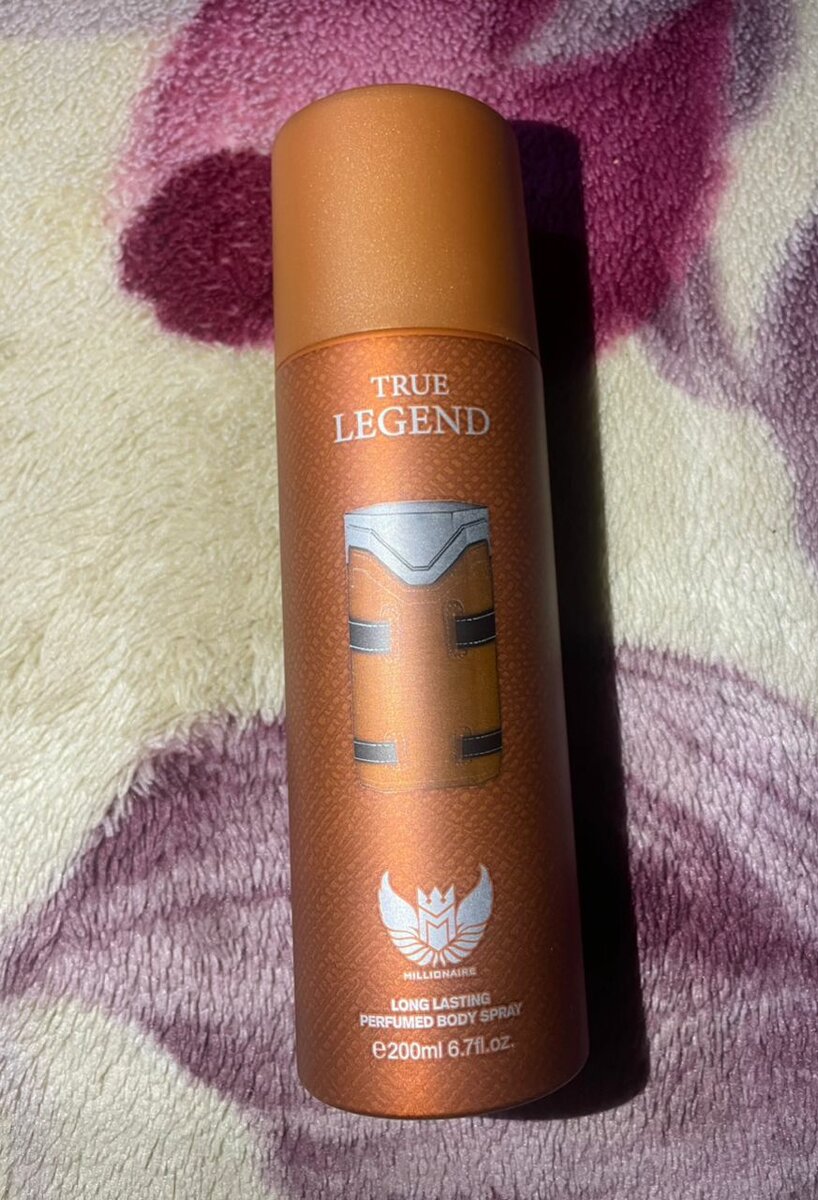 TRUE
LEGEND
MILLIONAIRE
LONG LASTING
PERFUMED BODY SPRAY
℮200ml 6.7fl.oz.